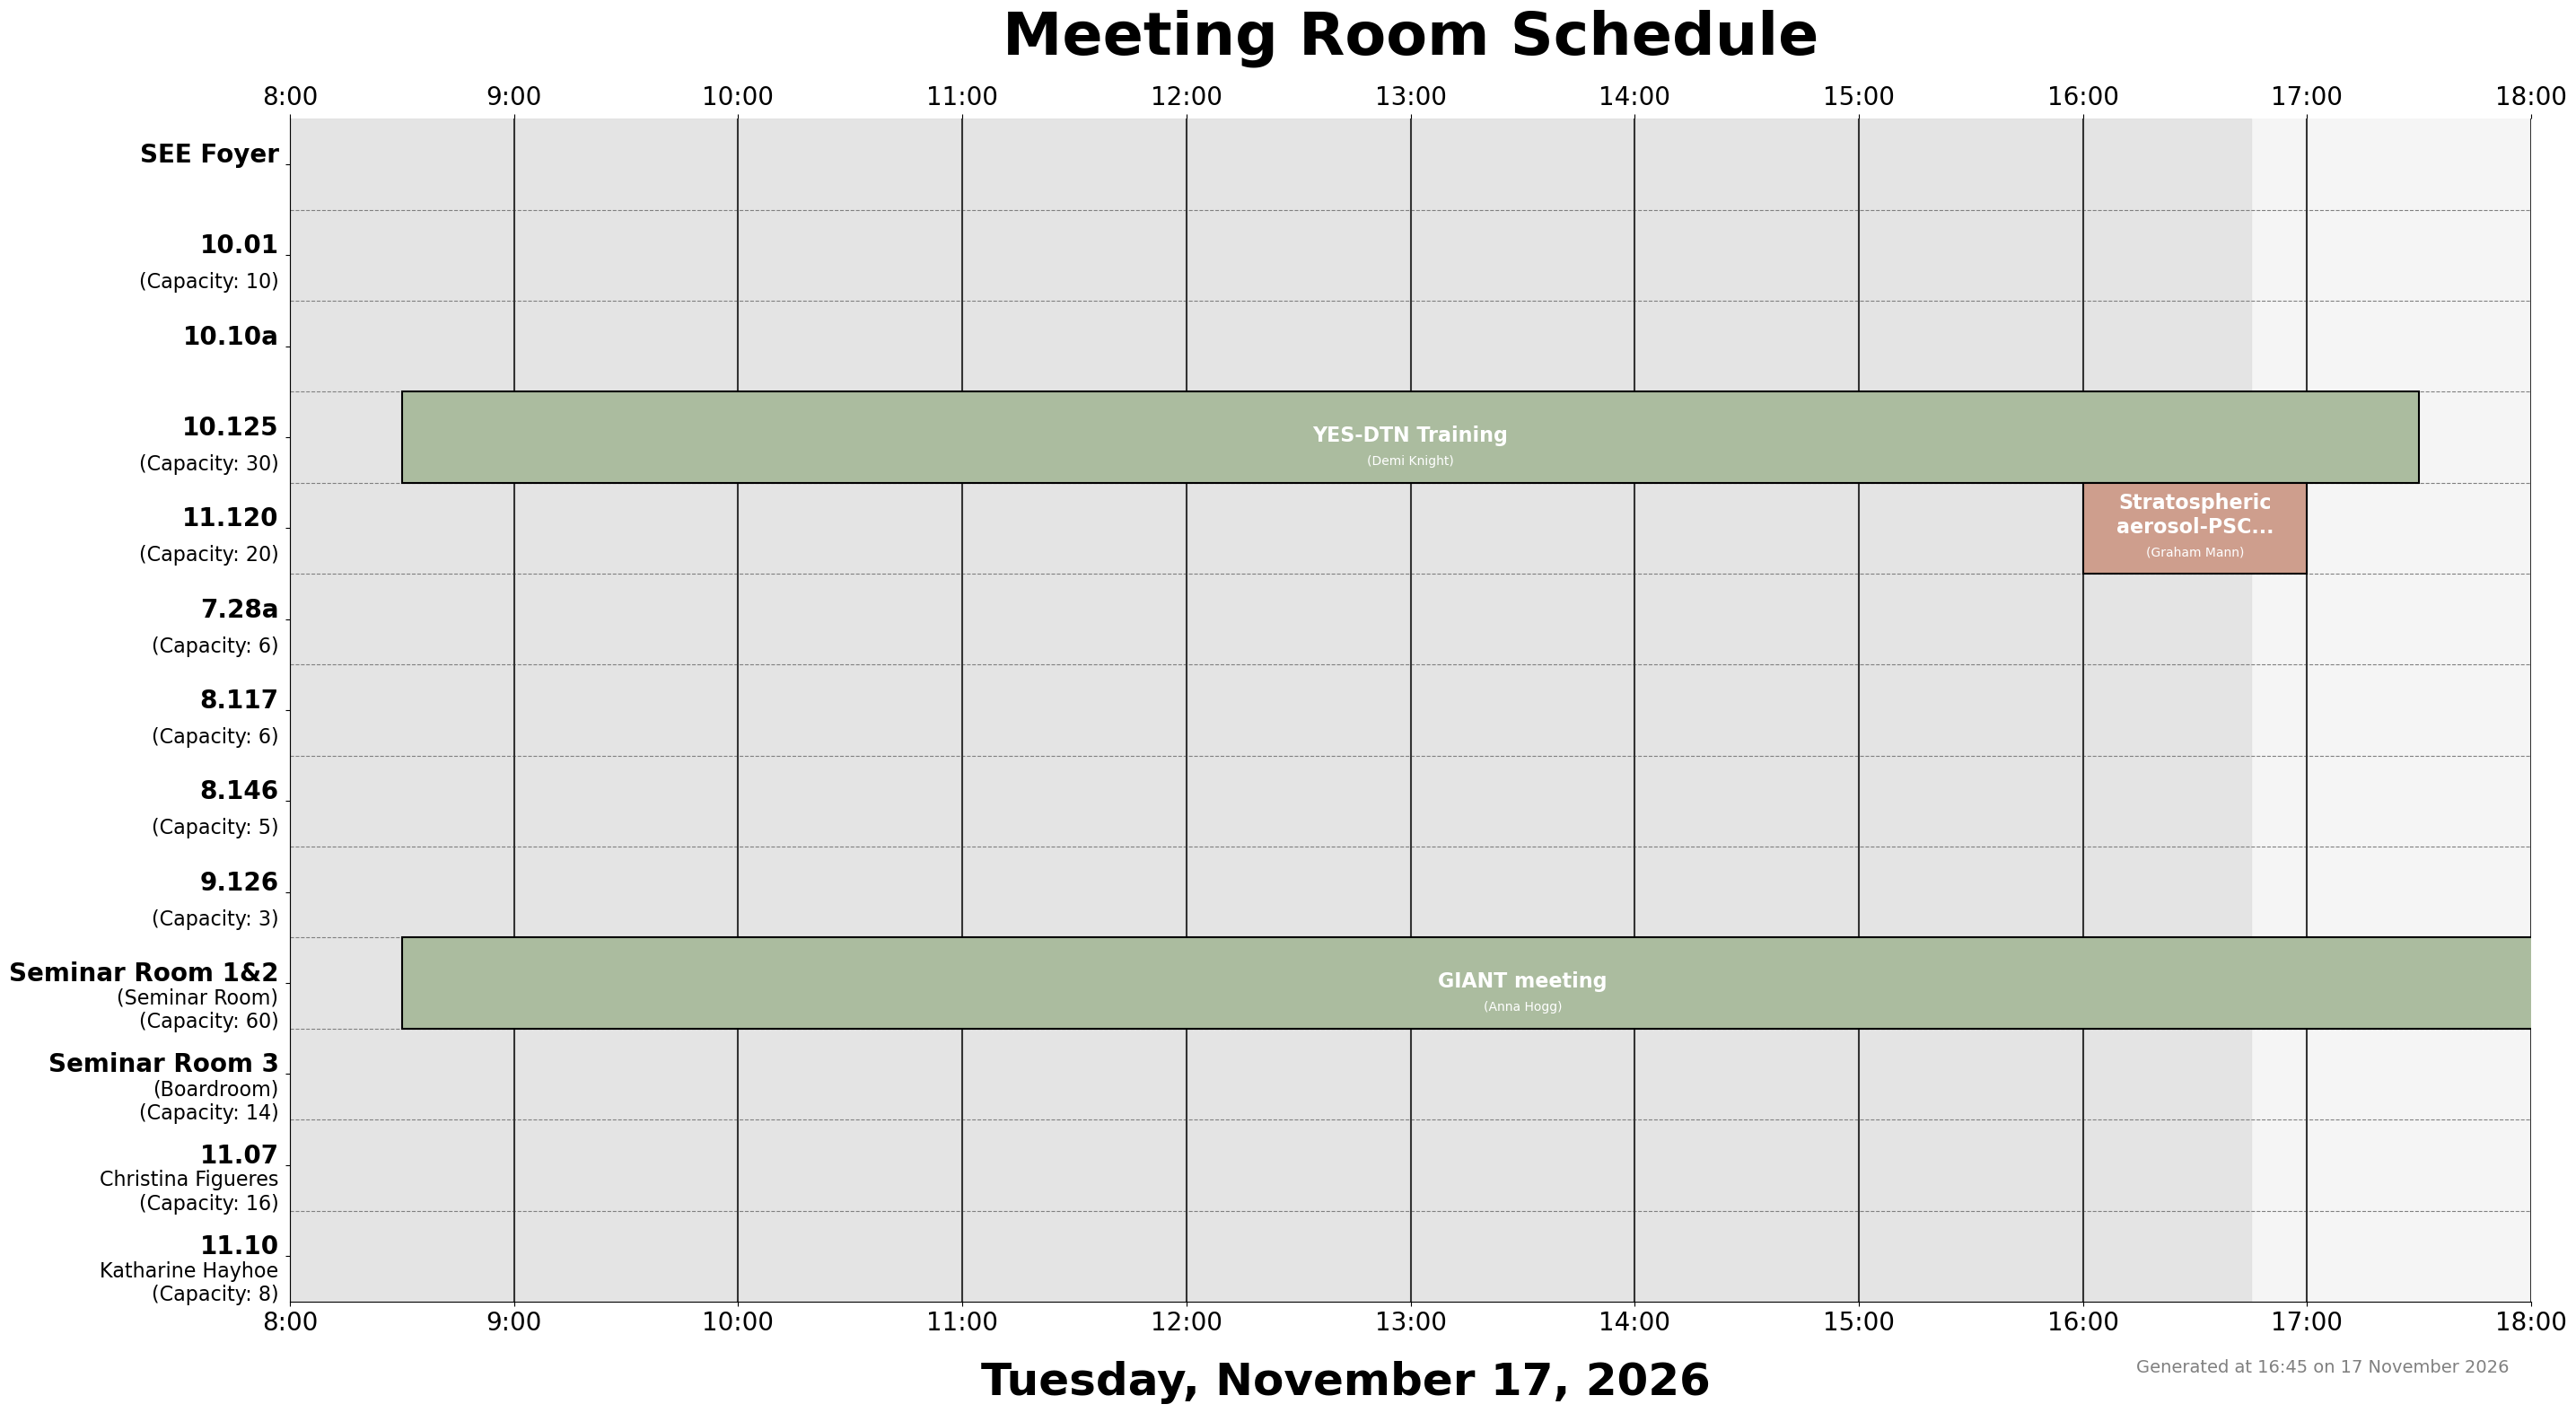 Meeting Room Schedule
8:00 9:00 10:00 11:00 12:00 13:00 14:00 15:00 16:00 17:00 18:00
SEE Foyer
10.01
(Capacity: 10)
10.10a
10.125
(Capacity: 30)
YES-DTN Training
(Demi Knight)
11.120
(Capacity: 20)
Stratospheric
aerosol-PSC...
(Graham Mann)
7.28a
(Capacity: 6)
8.117
(Capacity: 6)
8.146
(Capacity: 5)
9.126
(Capacity: 3)
Seminar Room 1&2
(Seminar Room)
(Capacity: 60)
GIANT meeting
(Anna Hogg)
Seminar Room 3
(Boardroom)
(Capacity: 14)
11.07
Christina Figueres
(Capacity: 16)
11.10
Katharine Hayhoe
(Capacity: 8)
8:00 9:00 10:00 11:00 12:00 13:00 14:00 15:00 16:00 17:00 18:00
Tuesday, November 17, 2026
Generated at 16:45 on 17 November 2026